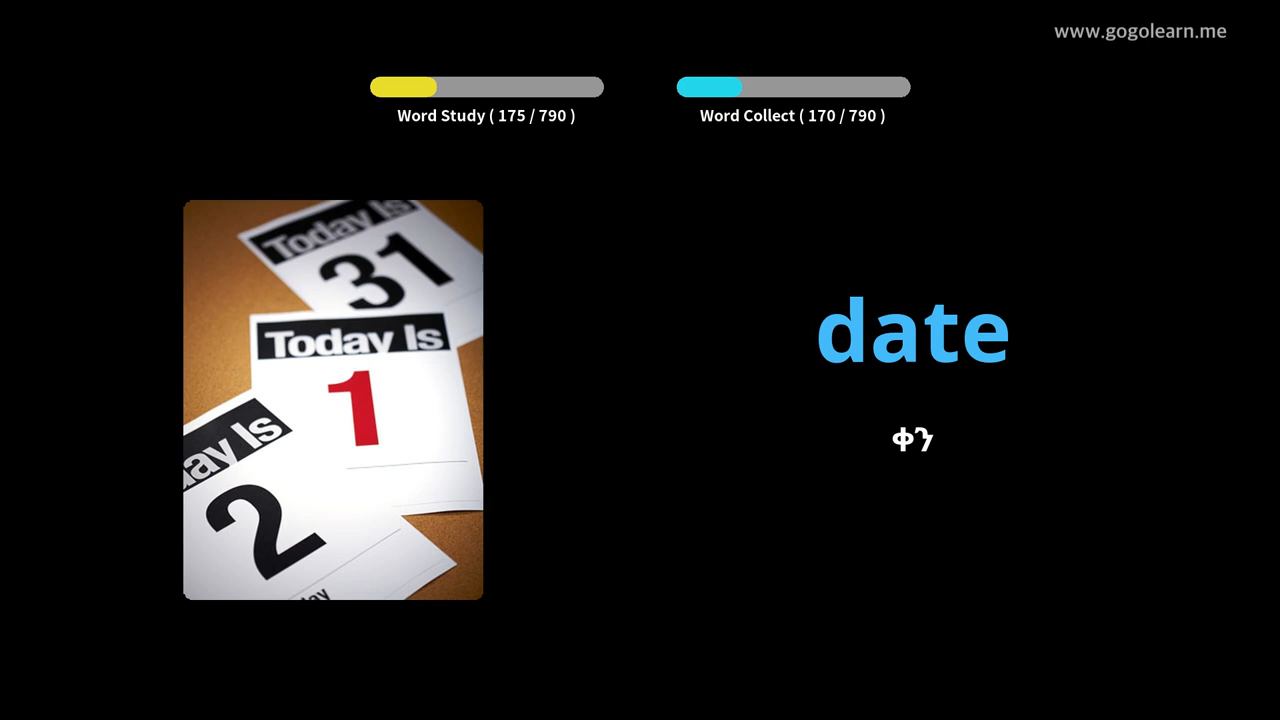 www.gogolearn.me
Word Study ( 175 / 790 )
Word Collect ( 170 / 790 )
Today Is
31
Today Is
1
ay Is
2
ay
date
ቀን